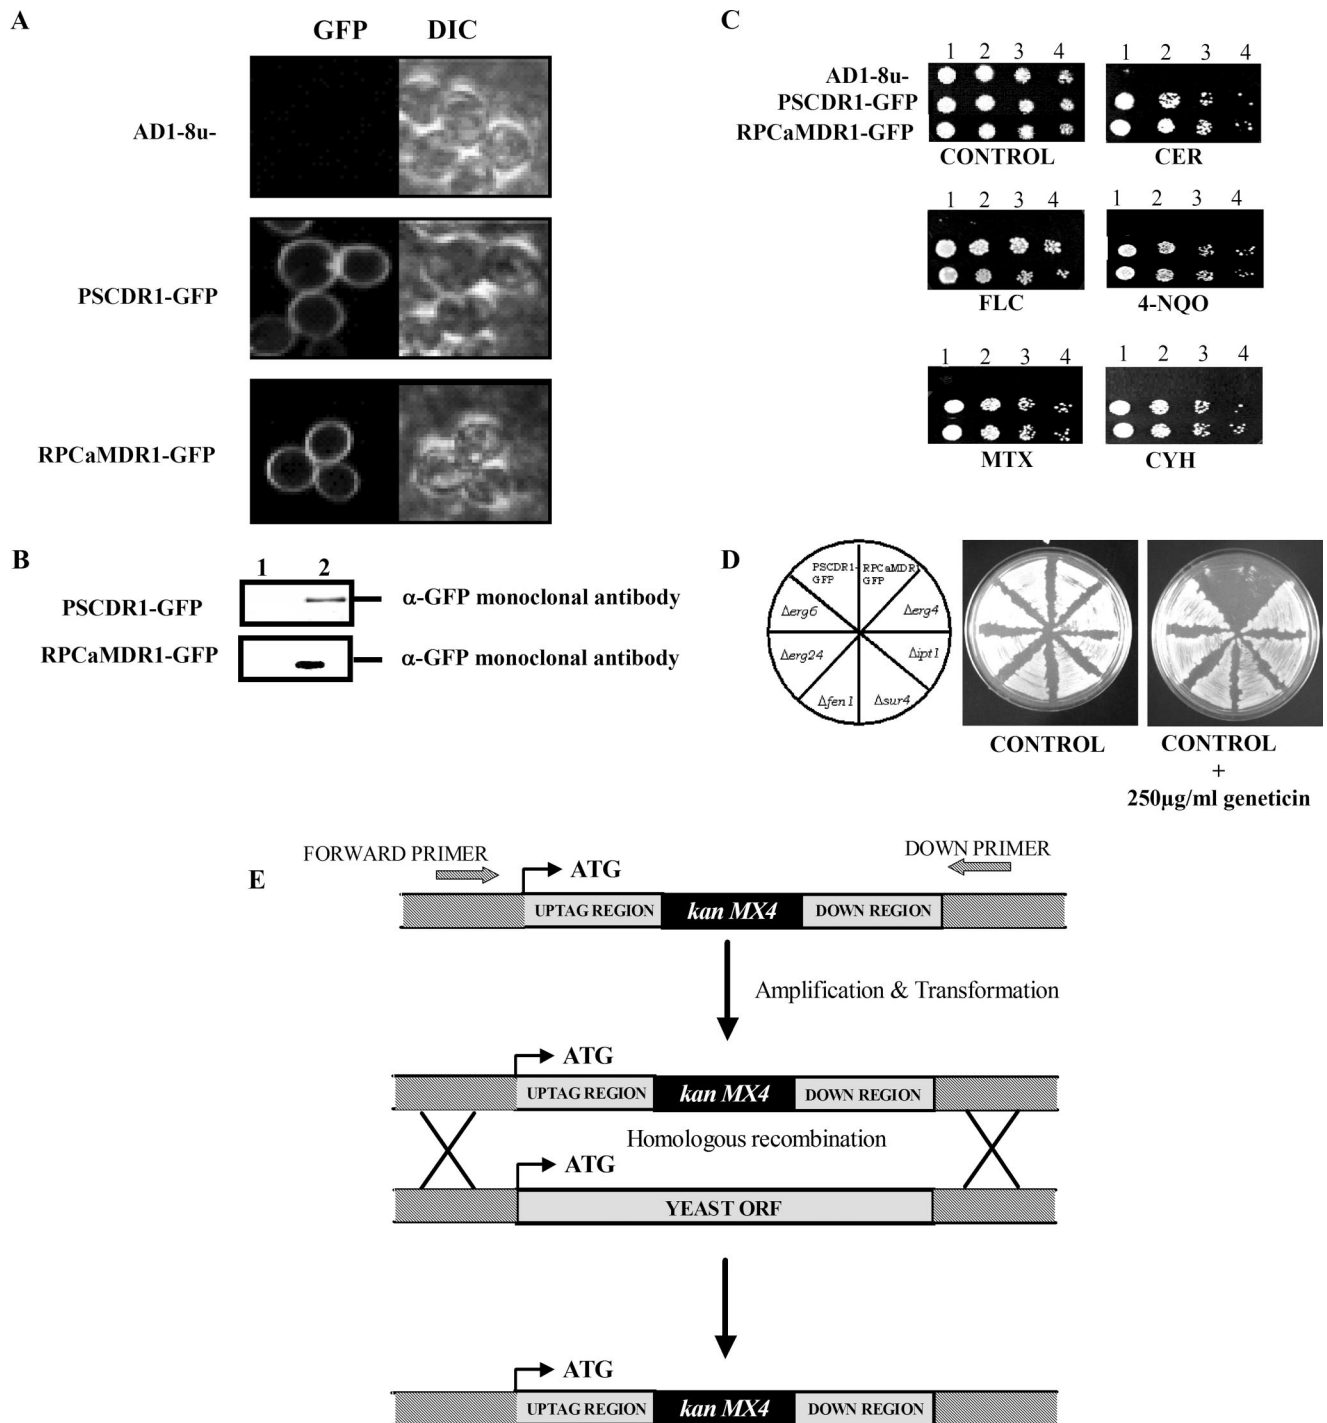 A
GFP DIC
AD1-8u-
PSCDR1-GFP
RPCaMDR1-GFP
B
1 2
PSCDR1-GFP α-GFP monoclonal antibody
RPCaMDR1-GFP α-GFP monoclonal antibody
C
1 2 3 4
AD1-8u-
PSCDR1-GFP
RPCaMDR1-GFP
CONTROL
1 2 3 4
CER
1 2 3 4
FLC
1 2 3 4
4-NQO
1 2 3 4
MTX
1 2 3 4
CYH
D
PSCDR1-GFP
RPCaMDR1 GFP
Δerg6
Δerg4
Δerg24
Δipt1
Δfen1
Δsur4
CONTROL
CONTROL
+
250µg/ml geneticin
E
FORWARD PRIMER
DOWN PRIMER
ATG
UPTAG REGION kan MX4 DOWN REGION
Amplification & Transformation
ATG
UPTAG REGION kan MX4 DOWN REGION
Homologous recombination
ATG
YEAST ORF
ATG
UPTAG REGION kan MX4 DOWN REGION